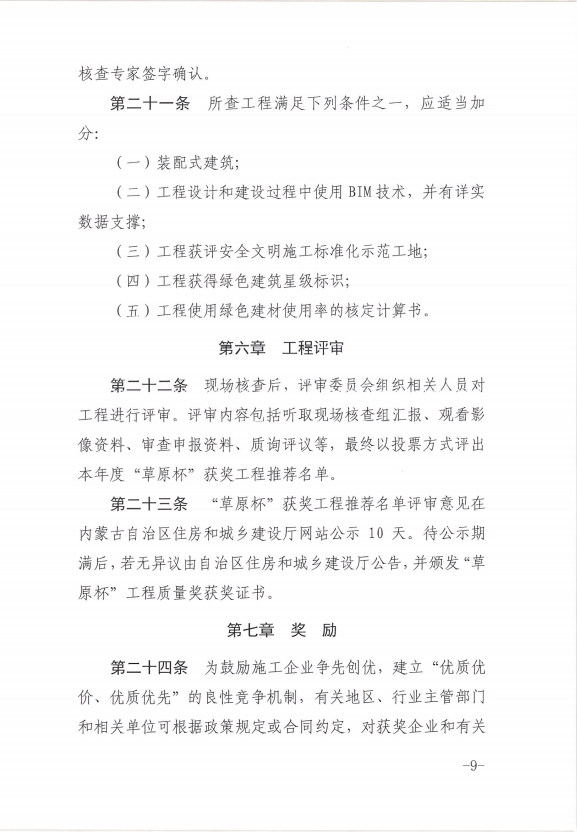 核查专家签字确认。
第二十一条 所查工程满足下列条件之一，应适当加
分：
（一）装配式建筑;
（二）工程设计和建设过程中使用 BIM 技术，并有详实
数据支撑;
（三）工程获评安全文明施工标准化示范工地;
（四）工程获得绿色建筑星级标识;
（五）工程使用绿色建材使用率的核定计算书。
第六章 工程评审
第二十二条 现场核查后，评审委员会组织相关人员对
工程进行评审。评审内容包括听取现场核查组汇报、观看影
像资料、审查申报资料、质询评议等，最终以投票方式评出
本年度“草原杯”获奖工程推荐名单。
第二十三条 “草原杯”获奖工程推荐名单评审意见在
内蒙古自治区住房和城乡建设厅网站公示 10 天。待公示期
满后，若无异议由自治区住房和城乡建设厅公告，并颁发“草
原杯”工程质量奖获奖证书。
第七章 奖 励
第二十四条 为鼓励施工企业争先创优，建立“优质优
价、优质优先”的良性竞争机制，有关地区、行业主管部门
和相关单位可根据政策规定或合同约定，对获奖企业和有关
-9-